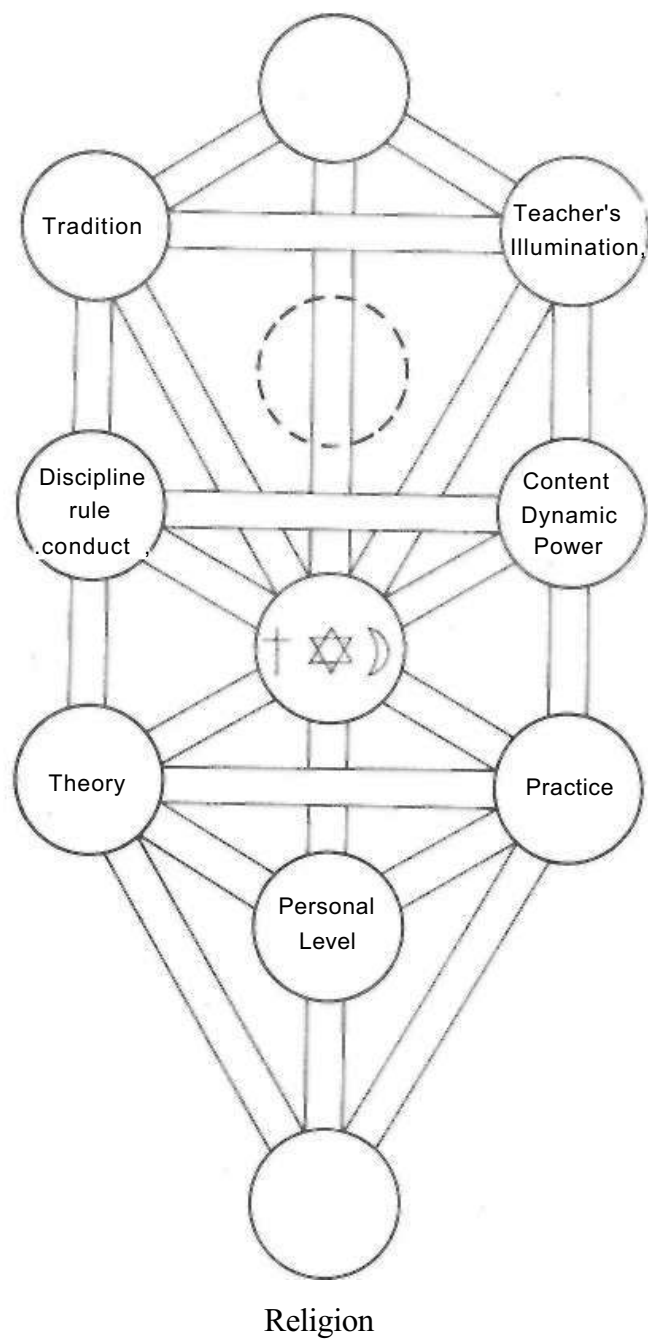 Tradition
Teacher's
Illumination,
Discipline
rule
.conduct ,
Content
Dynamic
Power
Theory
Practice
Personal
Level
Religion